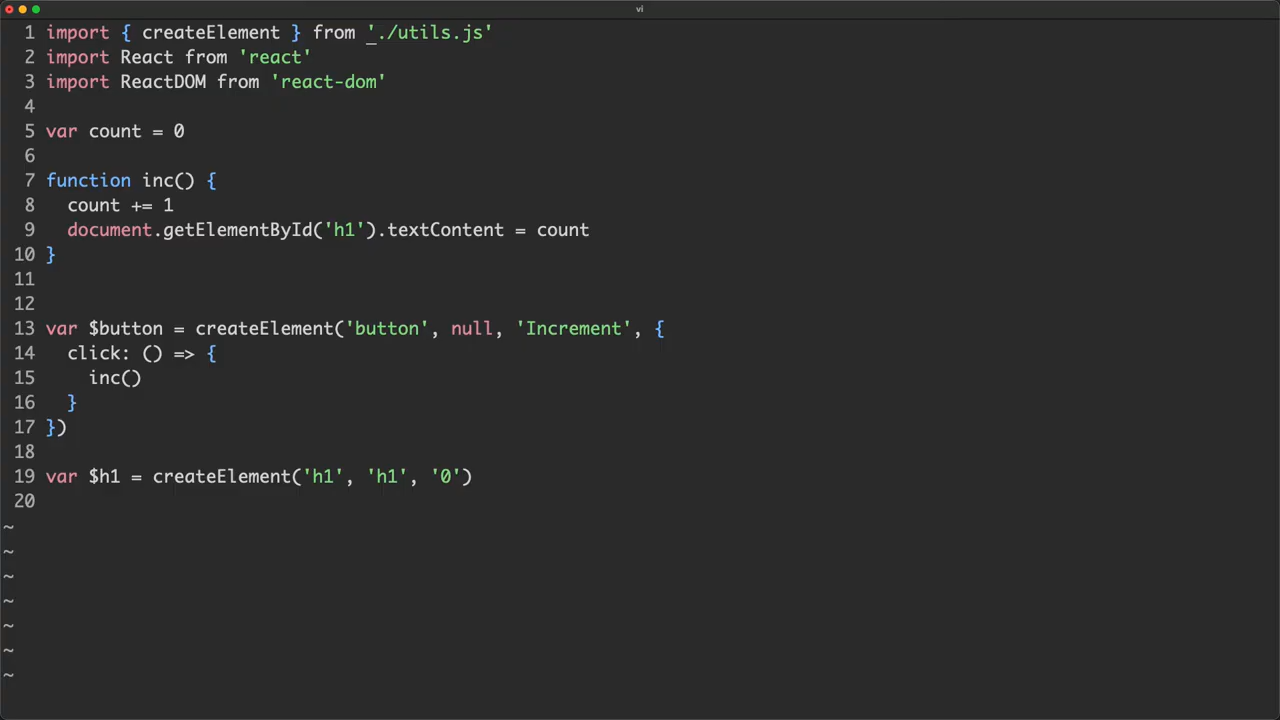 vi
1 import { createElement } from './utils.js'
2 import React from 'react'
3 import ReactDOM from 'react-dom'
4
5 var count = 0
6
7 function inc() {
8   count += 1
9   document.getElementById('h1').textContent = count
10 }
11
12
13 var $button = createElement('button', null, 'Increment', {
14   click: () => {
15     inc()
16   }
17 })
18
19 var $h1 = createElement('h1', 'h1', '0')
20
~
~
~
~
~
~
~